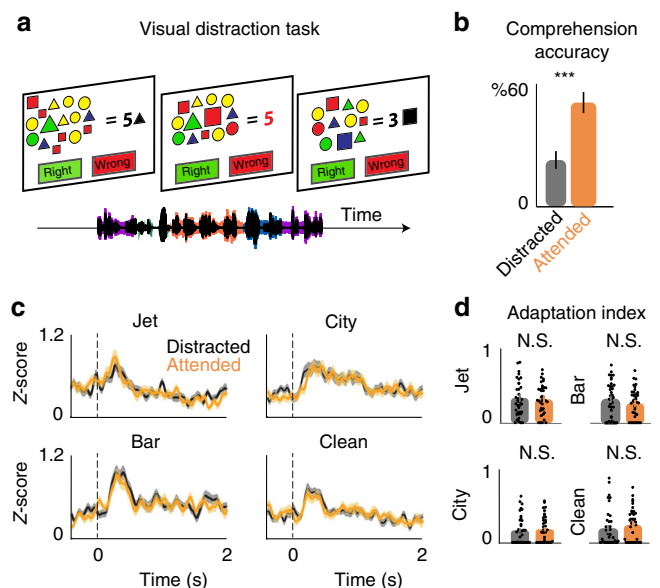 a
Visual distraction task
= 5
Right
Wrong
= 5
Right
Wrong
= 3
Right
Wrong
Time
b
Comprehension
accuracy
%60
***
0
Distracted
Attended
c
Jet
City
1.2
Z-score
0
Distracted
Attended
Bar
Clean
1.2
Z-score
0
0
2
0
2
Time (s)
Time (s)
d
Adaptation index
N.S.
N.S.
1
Jet
0
Bar
N.S.
N.S.
1
City
0
Clean